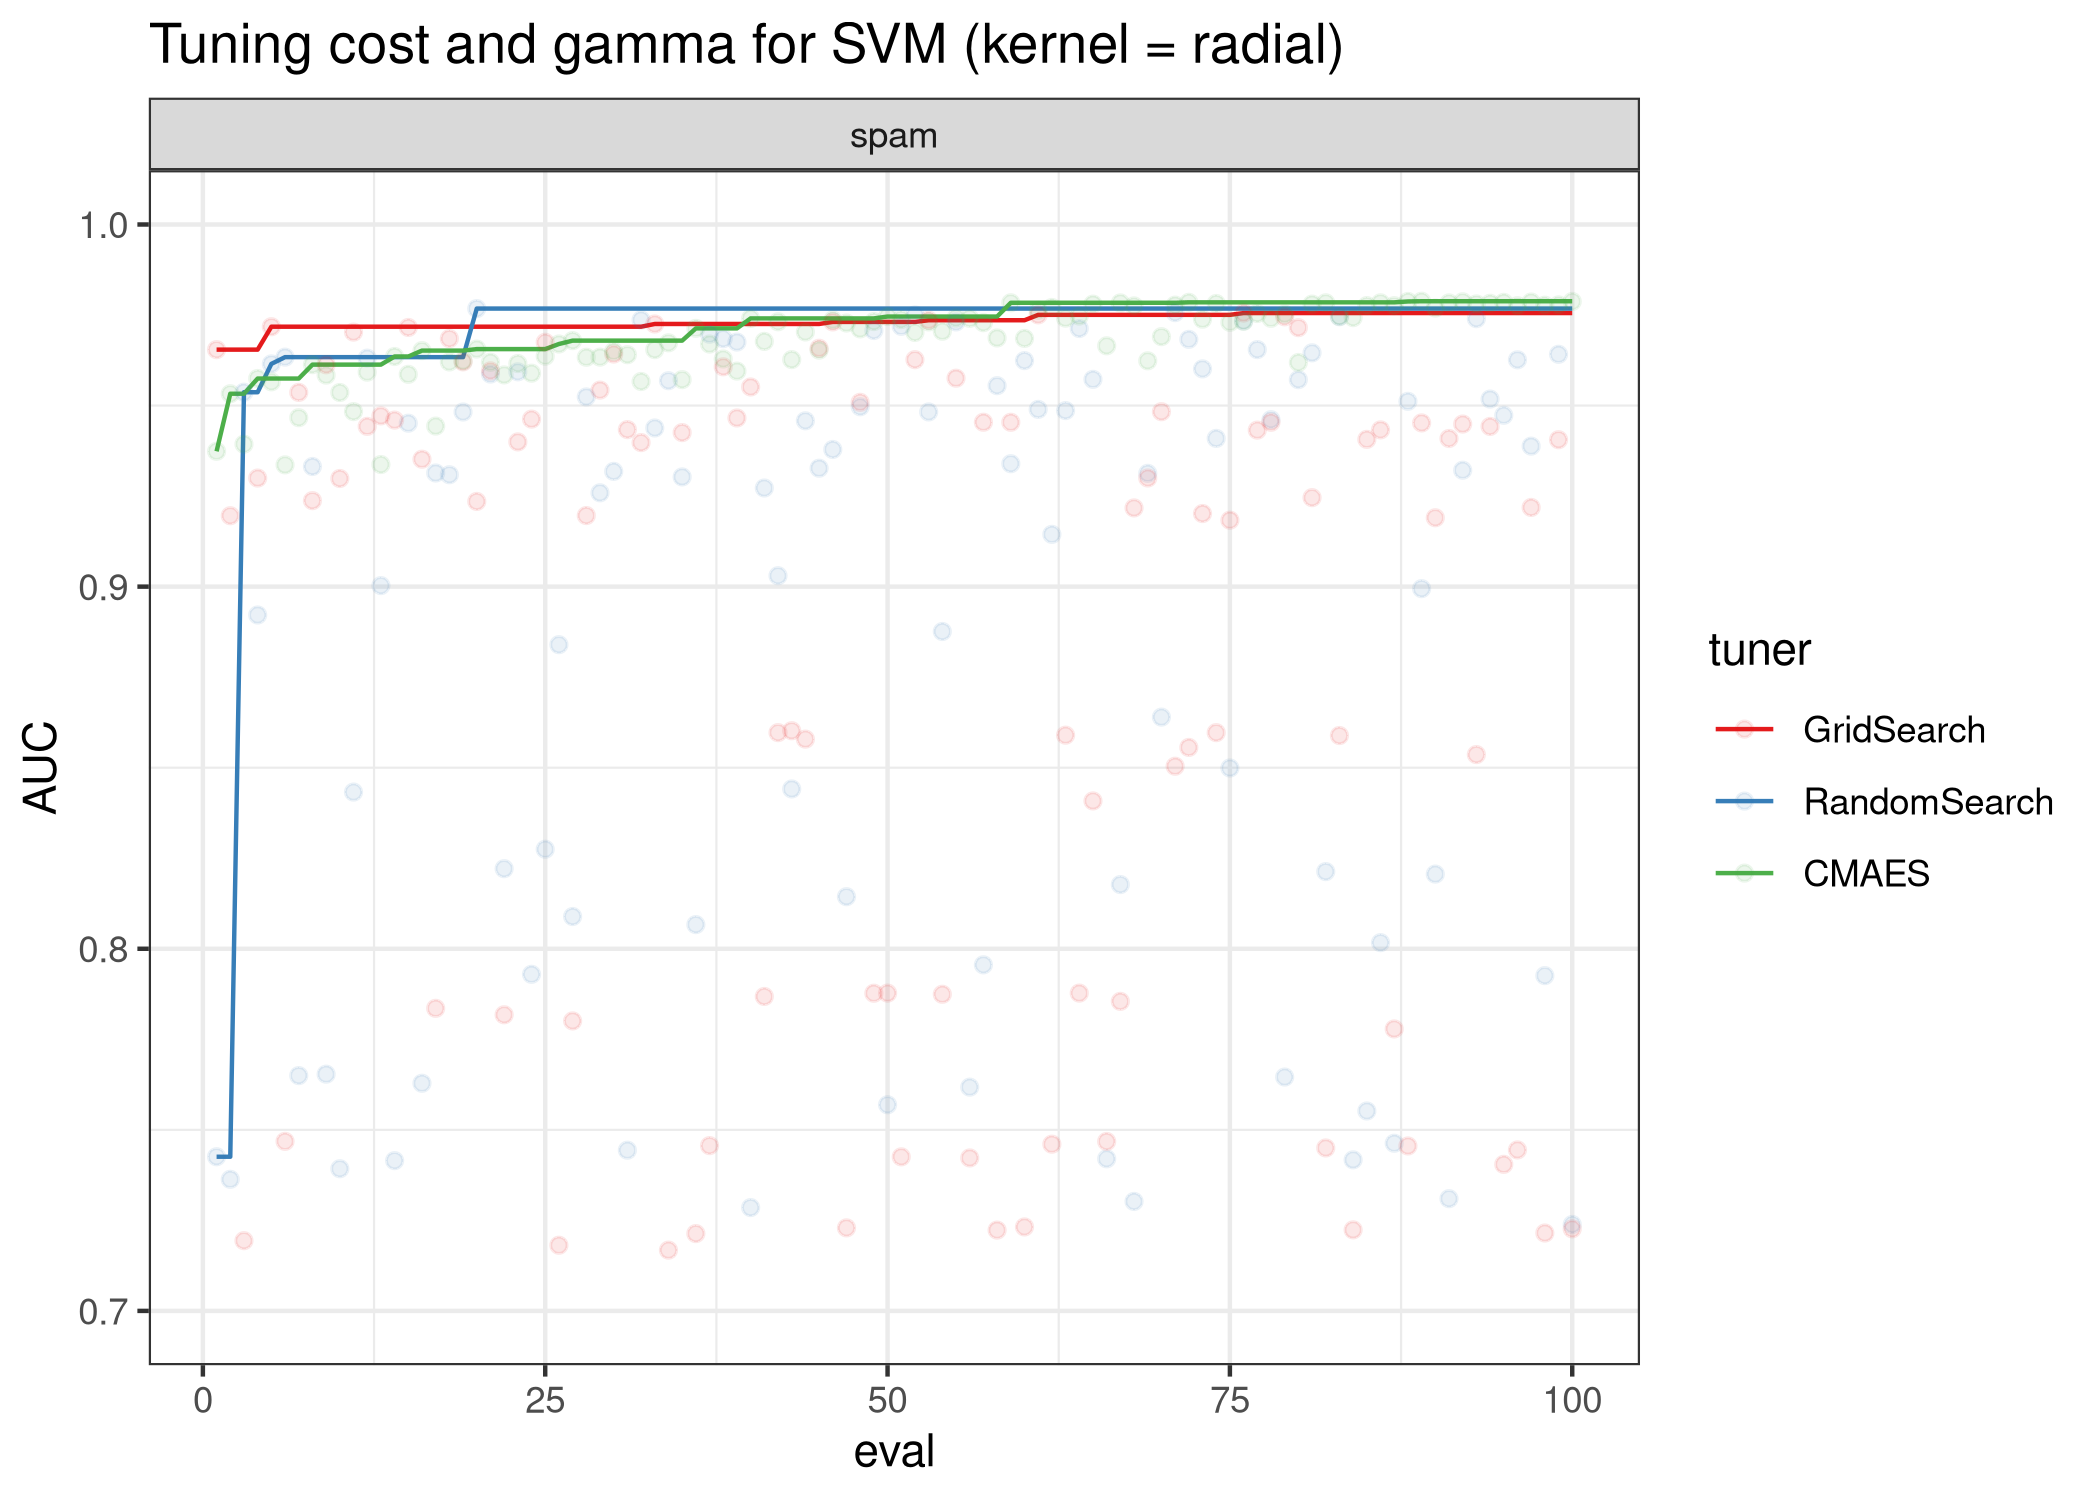 Tuning cost and gamma for SVM (kernel = radial)
spam
1.0
0.9
0.8
0.7
AUC
0 25 50 75 100
eval
tuner
GridSearch
RandomSearch
CMAES